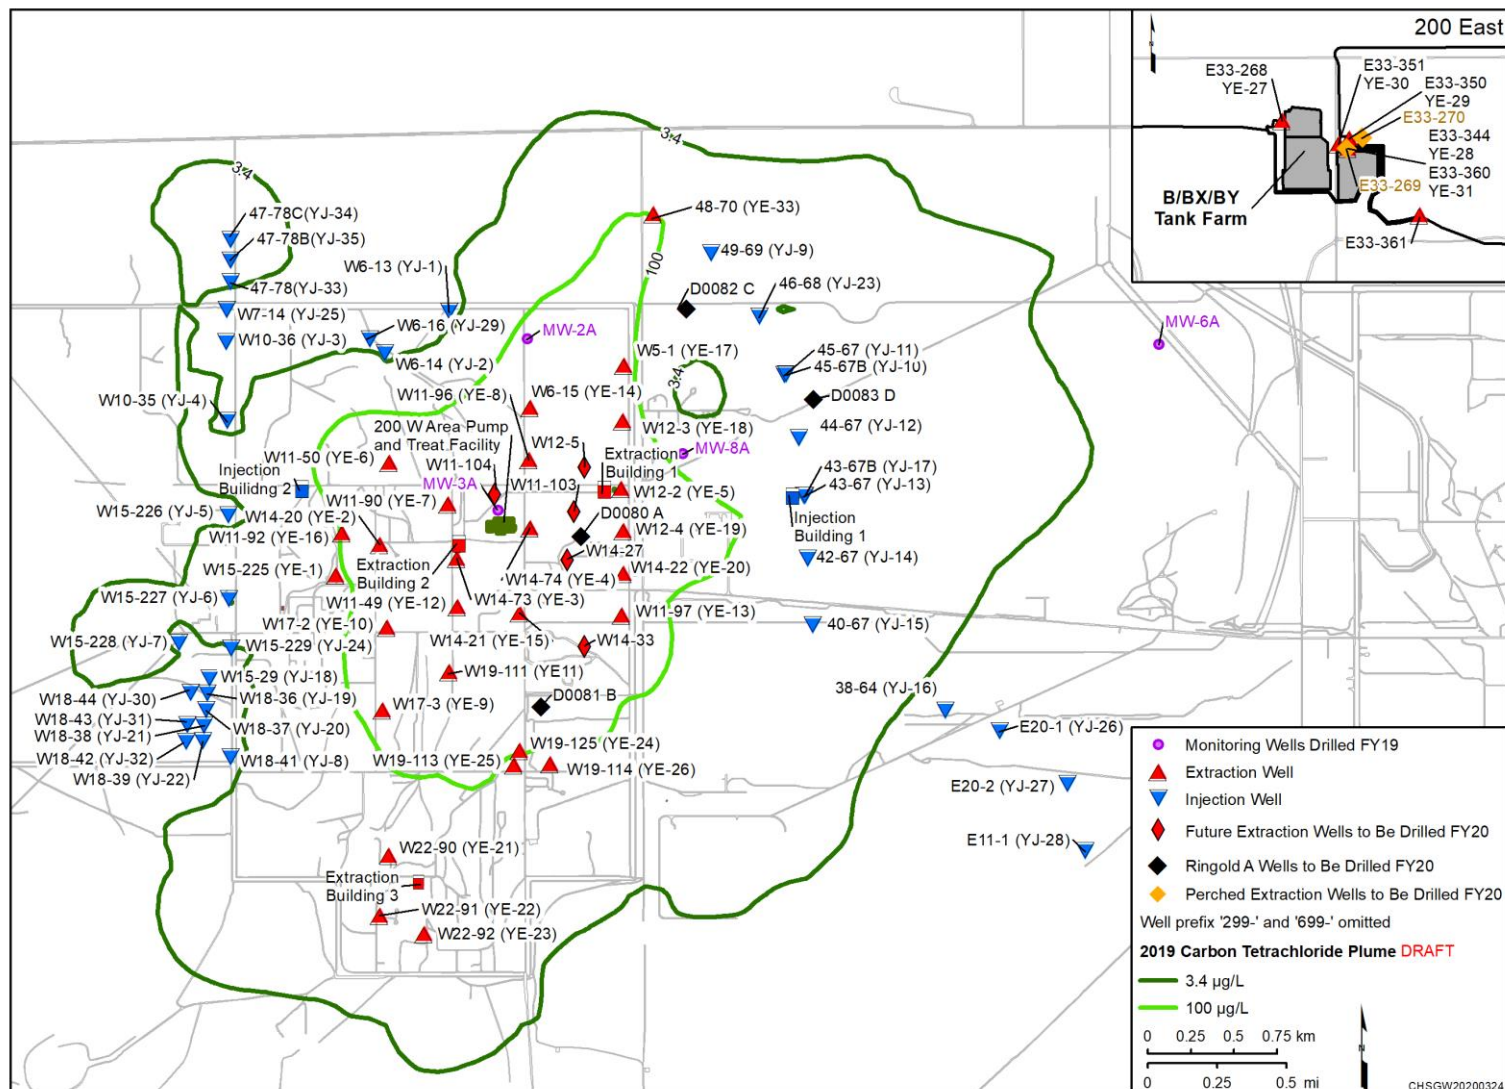 200 East
E33-268
YE-27
E33-351
YE-30
E33-350
YE-29
E33-270
E33-344
YE-28
E33-360
YE-31
E33-269
B/BX/BY
Tank Farm
E33-361
3.4
3.4
47-78C(YJ-34)
47-78B(YJ-35)
47-78(YJ-33)
W7-14 (YJ-25)
W10-36 (YJ-3)
W10-35 (YJ-4)
W6-13 (YJ-1)
W6-16 (YJ-29)
W6-14 (YJ-2)
48-70 (YE-33)
100
49-69 (YJ-9)
46-68 (YJ-23)
D0082 C
MW-2A
MW-6A
W5-1 (YE-17)
3.4
45-67 (YJ-11)
45-67B (YJ-10)
D0083 D
W11-96 (YE-8)
W6-15 (YE-14)
W12-3 (YE-18)
44-67 (YJ-12)
200 W Area Pump
and Treat Facility
W12-5
MW-8A
W11-50 (YE-6)
W11-104
MW-3A
W11-103
Extraction
Building 1
43-67B (YJ-17)
43-67 (YJ-13)
Injection
Builidng 2
W11-90 (YE-7)
W12-2 (YE-5)
Injection
Building 1
W15-226 (YJ-5)
W14-20 (YE-2)
W11-92 (YE-16)
D0080 A
W12-4 (YE-19)
W14-27
42-67 (YJ-14)
W15-225 (YE-1)
Extraction
Building 2
W14-74 (YE-4)
W14-22 (YE-20)
W15-227 (YJ-6)
W11-49 (YE-12)
W14-73 (YE-3)
W11-97 (YE-13)
W17-2 (YE-10)
40-67 (YJ-15)
W15-228 (YJ-7)
W15-229 (YJ-24)
W14-21 (YE-15)
W14-33
W15-29 (YJ-18)
W19-111 (YE11)
W18-44 (YJ-30)
W18-36 (YJ-19)
38-64 (YJ-16)
W17-3 (YE-9)
D0081 B
W18-43 (YJ-31)
W18-38 (YJ-21)
W18-37 (YJ-20)
E20-1 (YJ-26)
W18-42 (YJ-32)
W18-41 (YJ-8)
W18-39 (YJ-22)
W19-125 (YE-24)
W19-113 (YE-25)
W19-114 (YE-26)
E20-2 (YJ-27)
E11-1 (YJ-28)
W22-90 (YE-21)
Extraction
Building 3
W22-91 (YE-22)
W22-92 (YE-23)
Monitoring Wells Drilled FY19
Extraction Well
Injection Well
Future Extraction Wells to Be Drilled FY20
Ringold A Wells to Be Drilled FY20
Perched Extraction Wells to Be Drilled FY20
Well prefix '299-' and '699-' omitted
2019 Carbon Tetrachloride Plume DRAFT
3.4 µg/L
100 µg/L
0 0.25 0.5 0.75 km
0 0.25 0.5 mi
N
CHSGW20200324